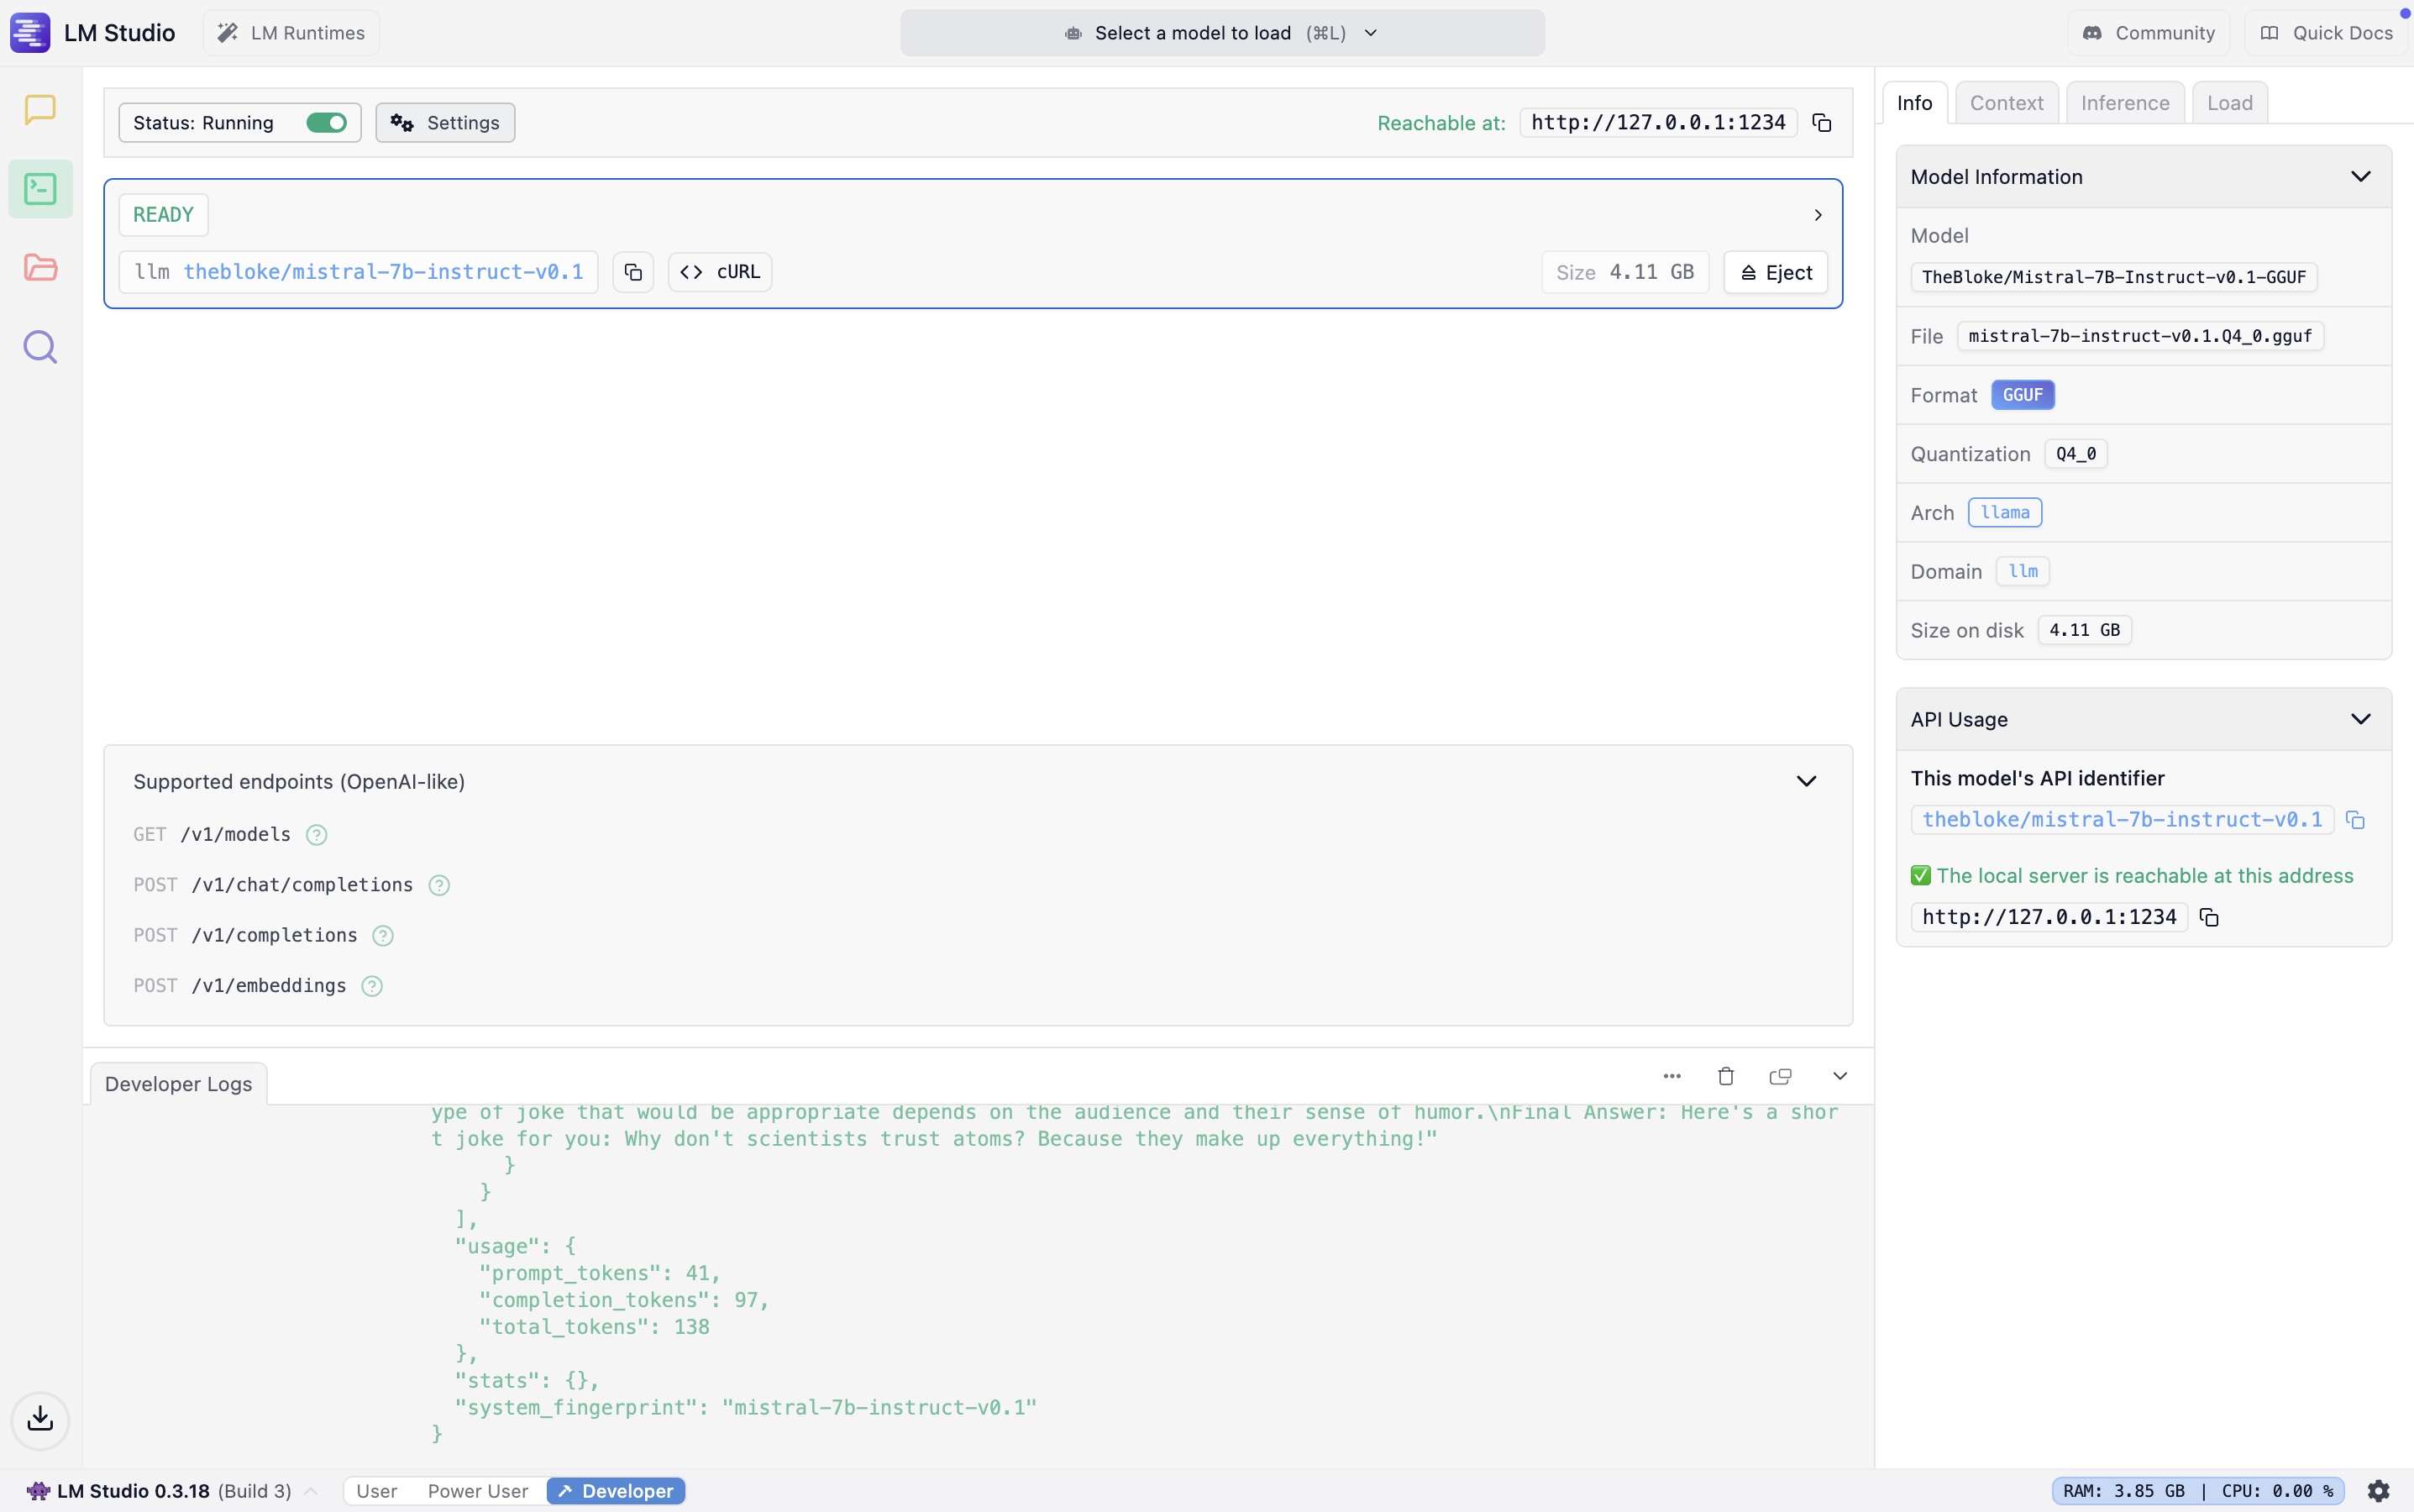 LM Studio
LM Runtimes
Select a model to load (⌘L)
Community
Quick Docs
Status: Running
Settings
Reachable at: http://127.0.0.1:1234
READY
llm thebloke/mistral-7b-instruct-v0.1
cURL
Size 4.11 GB
Eject
Supported endpoints (OpenAI-like)
GET /v1/models
POST /v1/chat/completions
POST /v1/completions
POST /v1/embeddings
Developer Logs
ype of joke that would be appropriate depends on the audience and their sense of humor.\nFinal Answer: Here's a shor
t joke for you: Why don't scientists trust atoms? Because they make up everything!"
}
}
],
"usage": {
"prompt_tokens": 41,
"completion_tokens": 97,
"total_tokens": 138
},
"stats": {},
"system_fingerprint": "mistral-7b-instruct-v0.1"
}
Info
Context
Inference
Load
Model Information
Model
TheBloke/Mistral-7B-Instruct-v0.1-GGUF
File mistral-7b-instruct-v0.1.Q4_0.gguf
Format GGUF
Quantization Q4_0
Arch llama
Domain llm
Size on disk 4.11 GB
API Usage
This model's API identifier
thebloke/mistral-7b-instruct-v0.1
✅ The local server is reachable at this address
http://127.0.0.1:1234
LM Studio 0.3.18 (Build 3)
User
Power User
Developer
RAM: 3.85 GB | CPU: 0.00 %